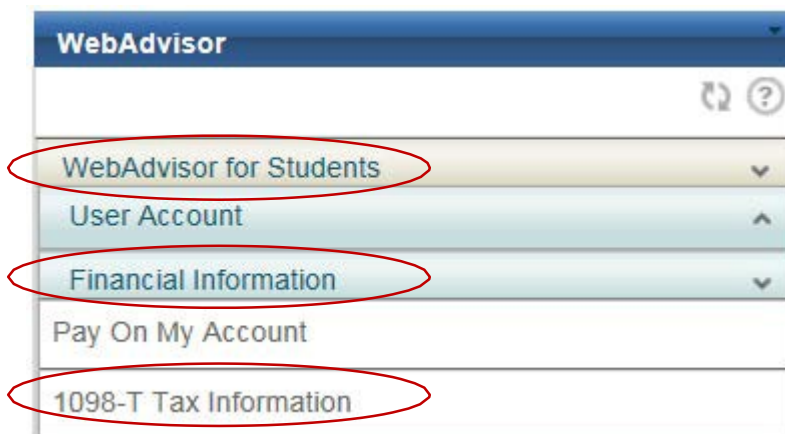 WebAdvisor
?
WebAdvisor for Students
User Account
Financial Information
Pay On My Account
1098-T Tax Information